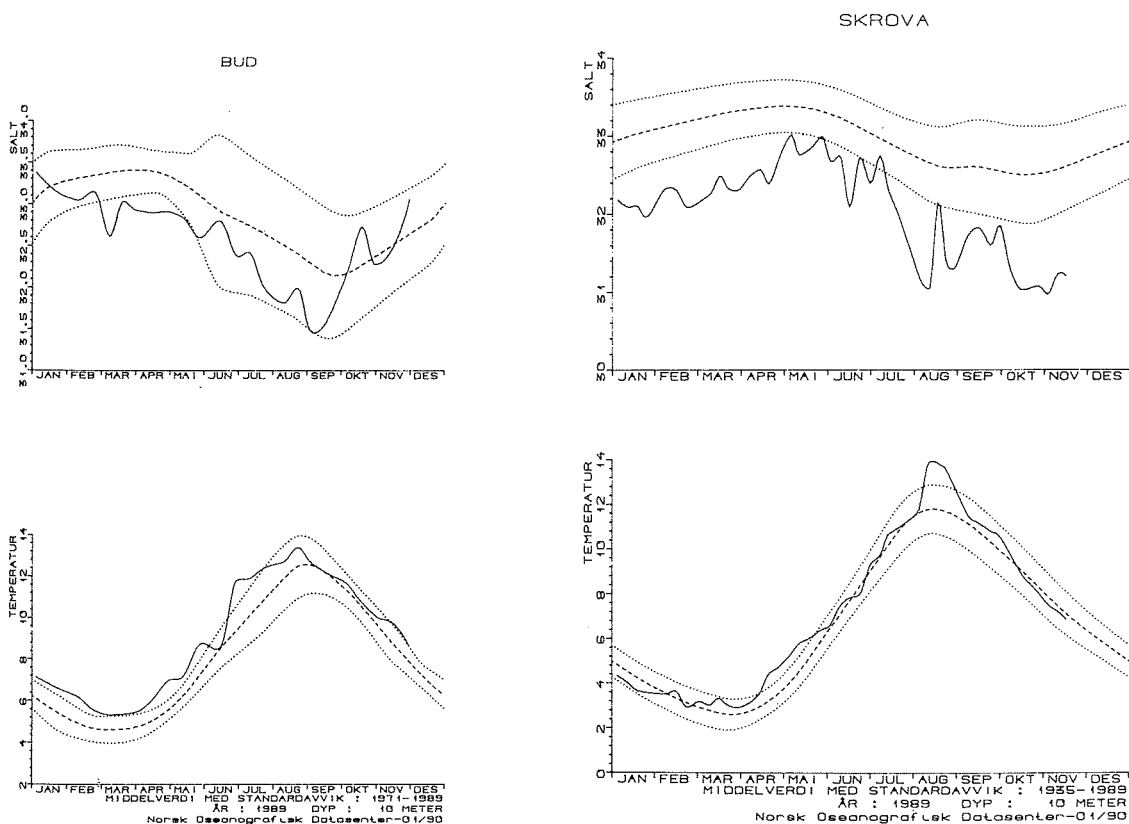 BUD
SALT
34.0
33.5
33.0
32.5
32.0
31.5
31.0
JAN FEB MAR APR MAI JUN JUL AUG SEP OKT NOV DES
TEMPERATUR
14
12
10
8
6
4
2
JAN FEB MAR APR MAI JUN JUL AUG SEP OKT NOV DES
MIDDELVERDI MED STANDARDAVVIK : 1971-1989
ÅR : 1989 DYP : 10 METER
Norsk Oseanografisk Datasenter-01/90
SKROVA
SALT
34
33
32
31
30
JAN FEB MAR APR MAI JUN JUL AUG SEP OKT NOV DES
TEMPERATUR
14
12
10
8
6
4
2
0
JAN FEB MAR APR MAI JUN JUL AUG SEP OKT NOV DES
MIDDELVERDI MED STANDARDAVVIK : 1935-1989
ÅR : 1989 DYP : 10 METER
Norsk Oseanografisk Datasenter-01/90